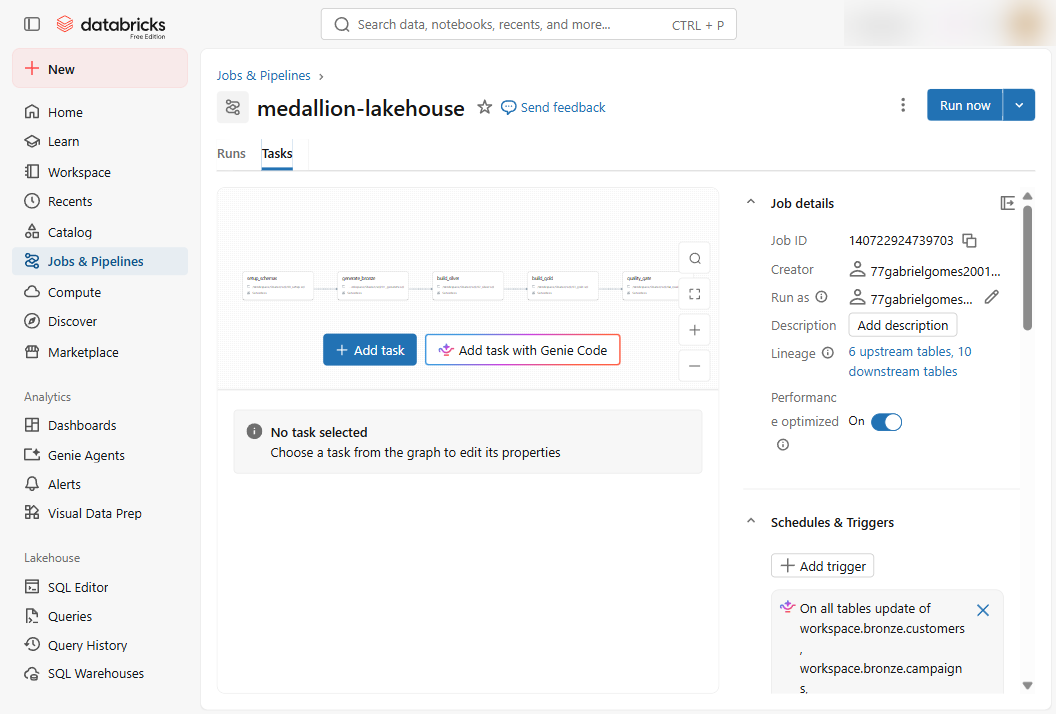 databricks
Free Edition
Search data, notebooks, recents, and more...
CTRL + P
New
Home
Learn
Workspace
Recents
Catalog
Jobs & Pipelines
Compute
Discover
Marketplace
Analytics
Dashboards
Genie Agents
Alerts
Visual Data Prep
Lakehouse
SQL Editor
Queries
Query History
SQL Warehouses
Jobs & Pipelines ›
medallion-lakehouse
Send feedback
Run now
Runs
Tasks
setup_schemas
generate_bronze
build_silver
build_gold
quality_gate
+ Add task
Add task with Genie Code
No task selected
Choose a task from the graph to edit its properties
Job details
Job ID
140722924739703
Creator
77gabrielgomes2001...
Run as
77gabrielgomes...
Description
Add description
Lineage
6 upstream tables, 10
downstream tables
Performanc
e optimized
On
Schedules & Triggers
+ Add trigger
On all tables update of
workspace.bronze.customers
,
workspace.bronze.campaign
s,